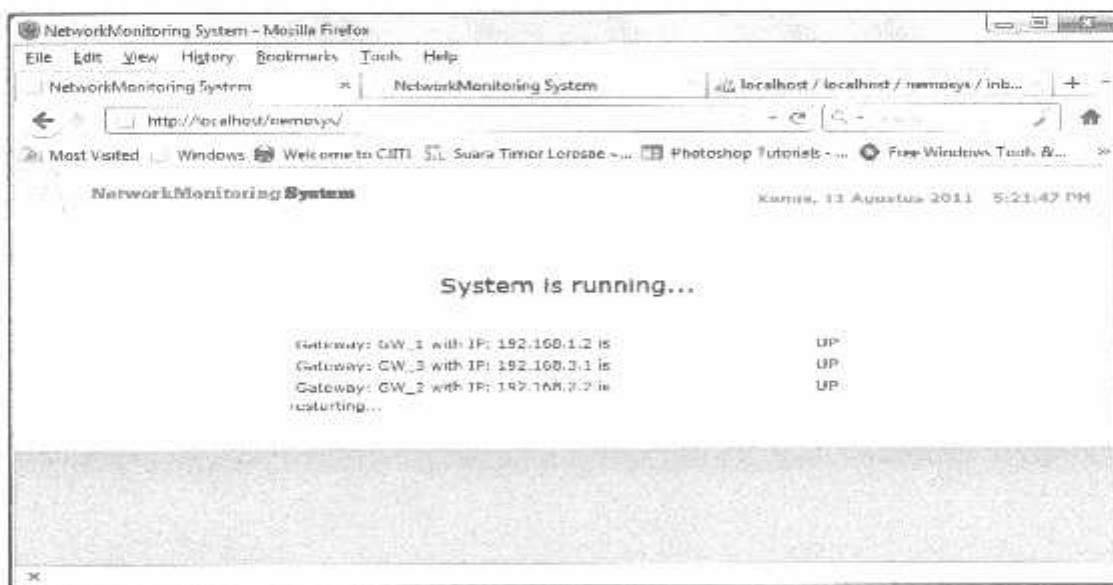 NetworkMonitoring System - Mozilla Firefox
File Edit View History Bookmarks Tools Help
NetworkMonitoring System × NetworkMonitoring System localhost / localhost / nemosys / inb... +
http://localhost/nemosys/
Most Visited Windows Welcome to CJITL Suara Timor Lorosae -... Photoshop Tutorials - ... Free Windows Tools &... »
NetworkMonitoring System
Kamis, 11 Agustus 2011 5:21:47 PM
System is running...
Gateway: GW_1 with IP: 192.168.1.2 is UP
Gateway: GW_3 with IP: 192.168.3.1 is UP
Gateway: GW_2 with IP: 192.168.2.2 is UP
restarting...
×